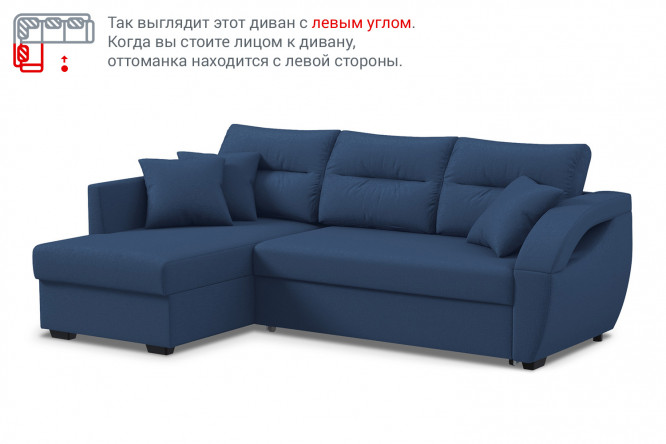 Так выглядит этот диван с левым углом.
Когда вы стоите лицом к дивану,
оттоманка находится с левой стороны.